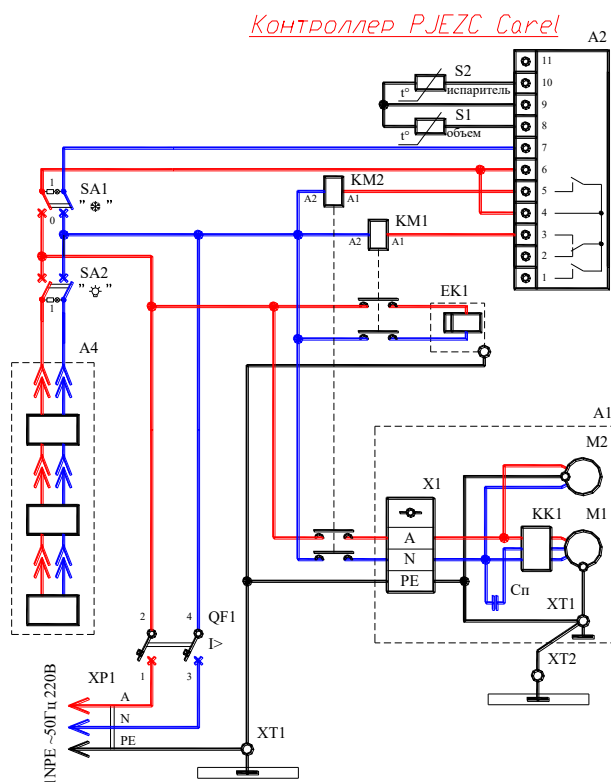 Контроллер PJEZC Carel
A2
11
S2
10
t°
испаритель
9
S1
8
t°
объем
7
6
1
SA1
KM2
5
A2
A1
" ❄ "
4
0
KM1
3
A2
A1
2
SA2
" "
1
1
EK1
A4
A1
M2
X1
KK1
M1
A
N
Сп
PE
XT1
2
4
QF1
I>
XT2
1
3
XP1
A
N
XT1
PE
1NPE ~50Гц 220В